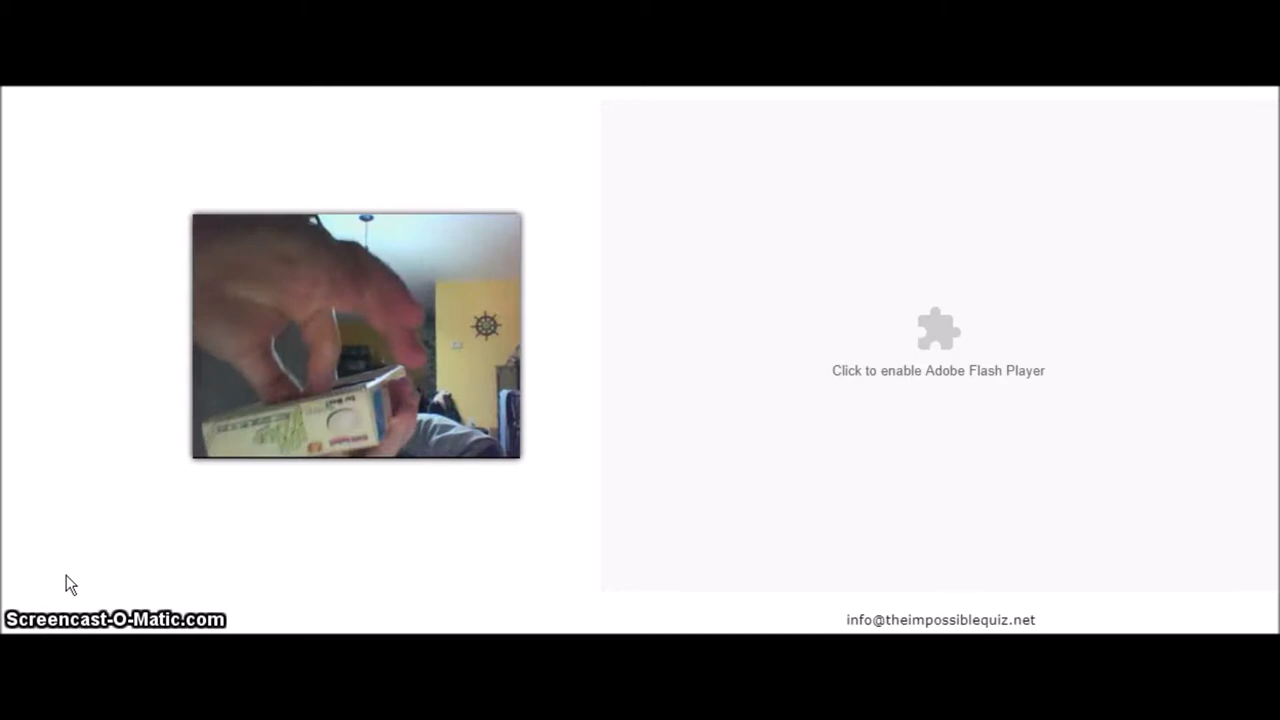 Click to enable Adobe Flash Player
Screencast-O-Matic.com
info@theimpossiblequiz.net